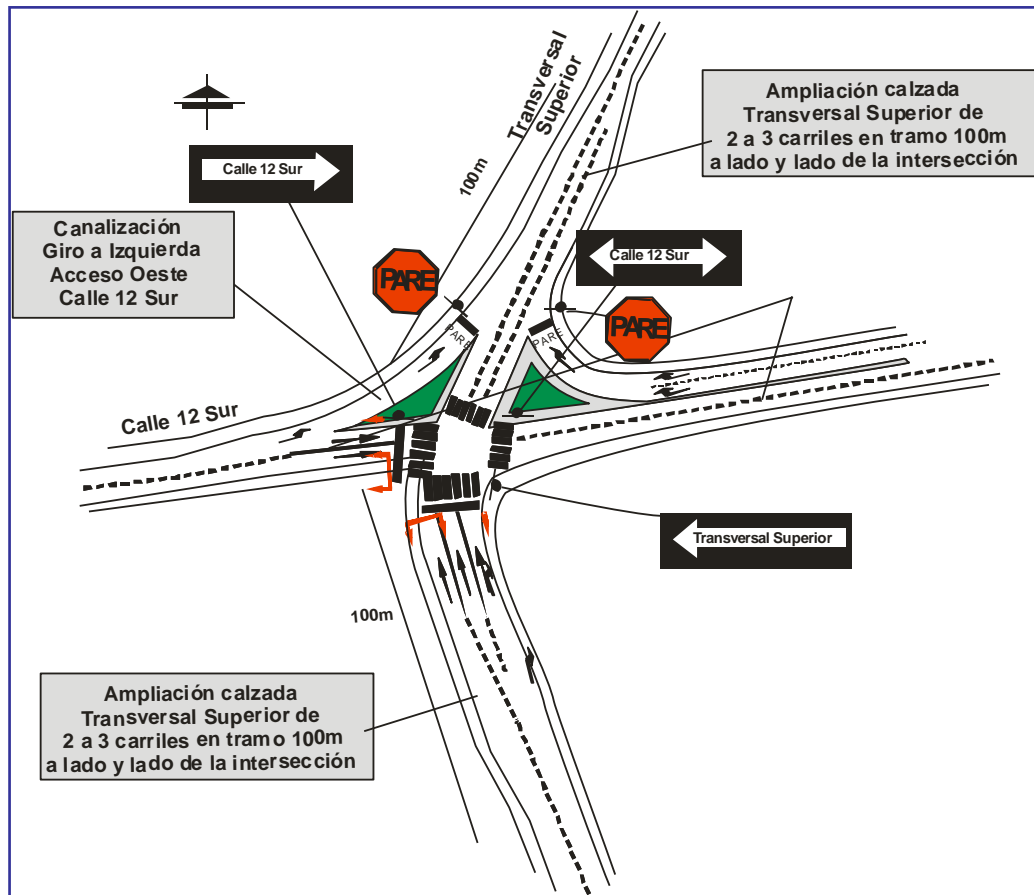 Transversal
Superior
100m
Ampliación calzada
Transversal Superior de
2 a 3 carriles en tramo 100m
a lado y lado de la intersección
Calle 12 Sur
Canalización
Giro a Izquierda
Acceso Oeste
Calle 12 Sur
PARE
Calle 12 Sur
PARE
PARE
PARE
Calle 12 Sur
Transversal Superior
100m
Ampliación calzada
Transversal Superior de
2 a 3 carriles en tramo 100m
a lado y lado de la intersección